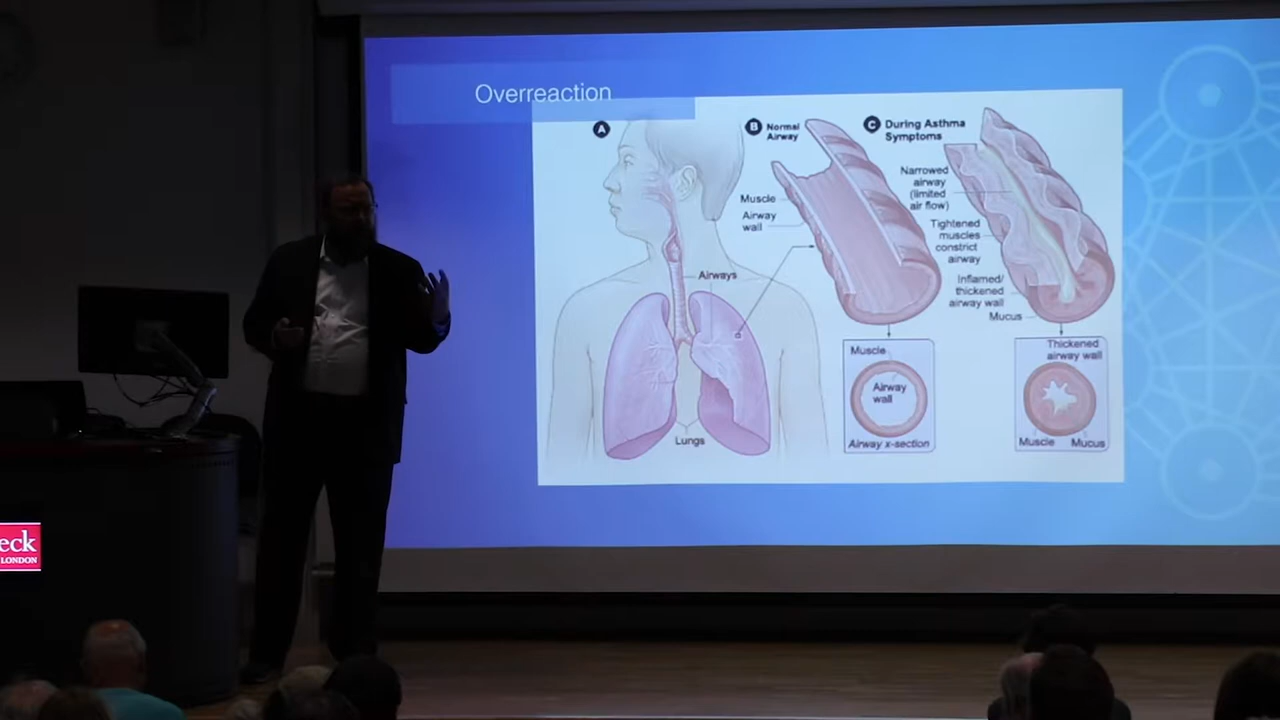 Overreaction
A
B Normal
Airway
C During Asthma
Symptoms
Muscle
Airway
wall
Airways
Lungs
Narrowed
airway
(limited
air flow)
Tightened
muscles
constrict
airway
Inflamed/
thickened
airway wall
Mucus
Muscle
Airway
wall
Airway x-section
Thickened
airway wall
Muscle Mucus
eck
LONDON